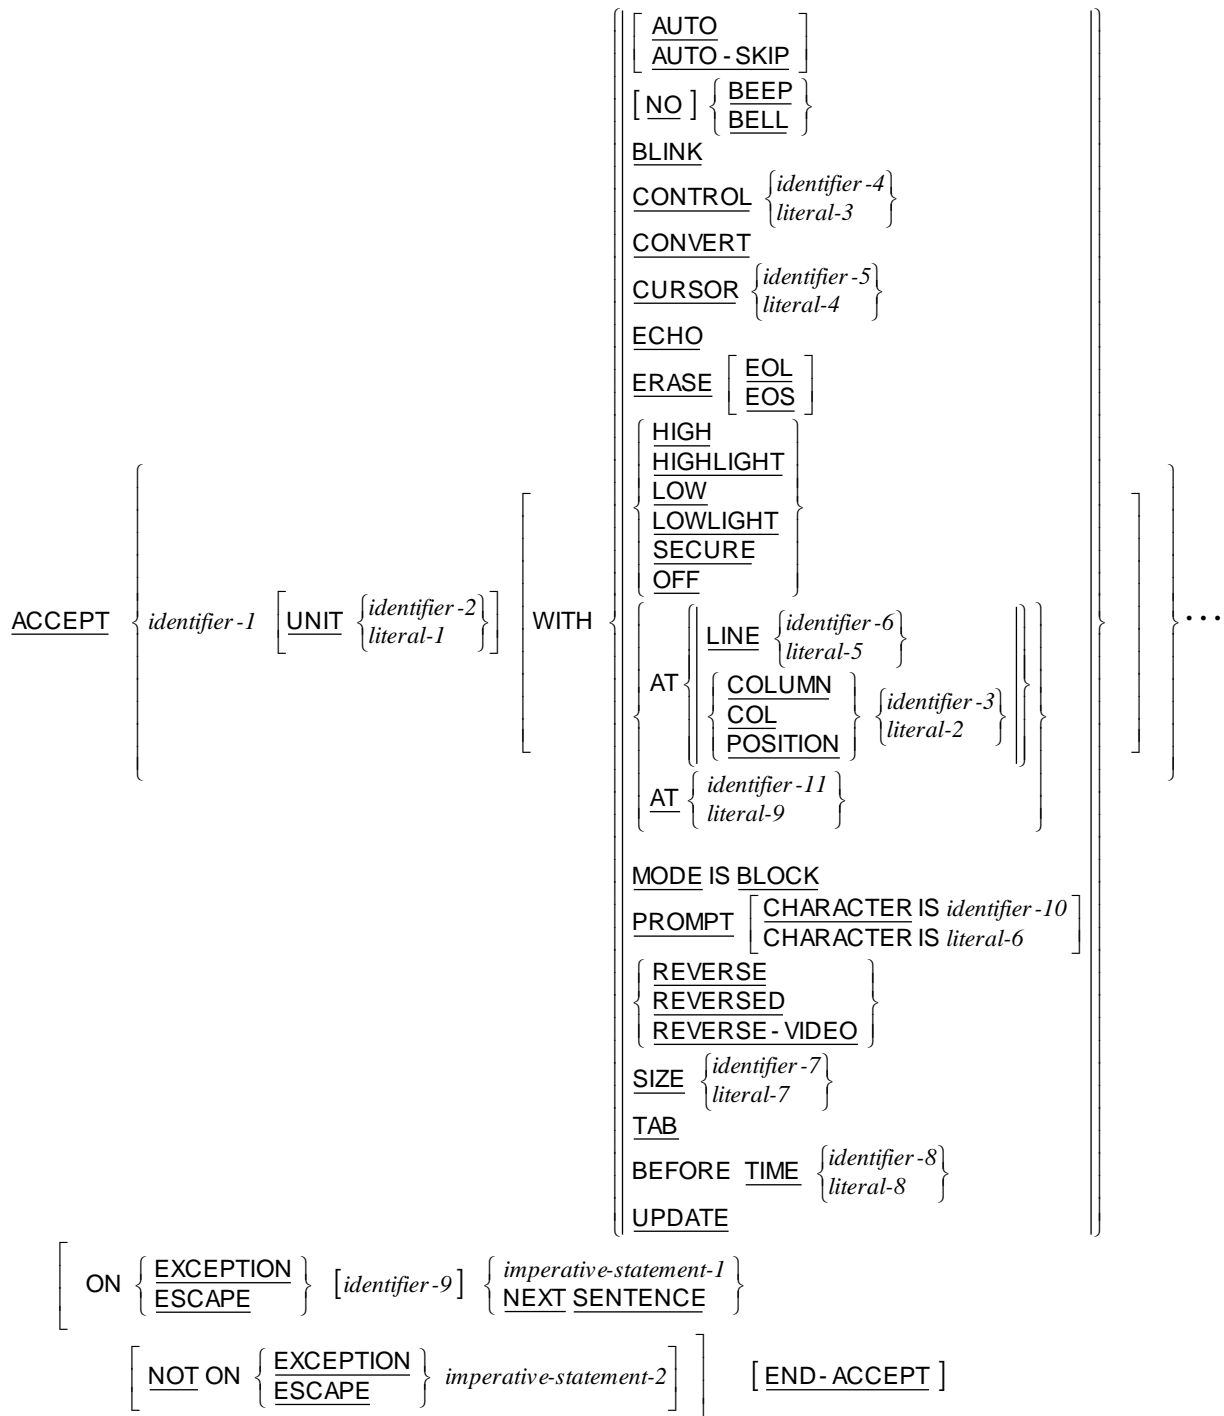 AUTO
AUTO-SKIP
[NO] BEEP
BELL
BLINK
CONTROL identifier-4
literal-3
CONVERT
CURSOR identifier-5
literal-4
ECHO
ERASE EOL
EOS
HIGH
HIGHLIGHT
LOW
LOWLIGHT
SECURE
OFF
ACCEPT identifier-1 UNIT identifier-2
literal-1
WITH
AT LINE identifier-6
literal-5
COLUMN
COL
POSITION
identifier-3
literal-2
...
AT identifier-11
literal-9
MODE IS BLOCK
PROMPT CHARACTER IS identifier-10
CHARACTER IS literal-6
REVERSE
REVERSED
REVERSE-VIDEO
SIZE identifier-7
literal-7
TAB
BEFORE TIME identifier-8
literal-8
UPDATE
ON EXCEPTION
ESCAPE
[identifier-9] imperative-statement-1
NEXT SENTENCE
NOT ON EXCEPTION
ESCAPE
imperative-statement-2 [END-ACCEPT]